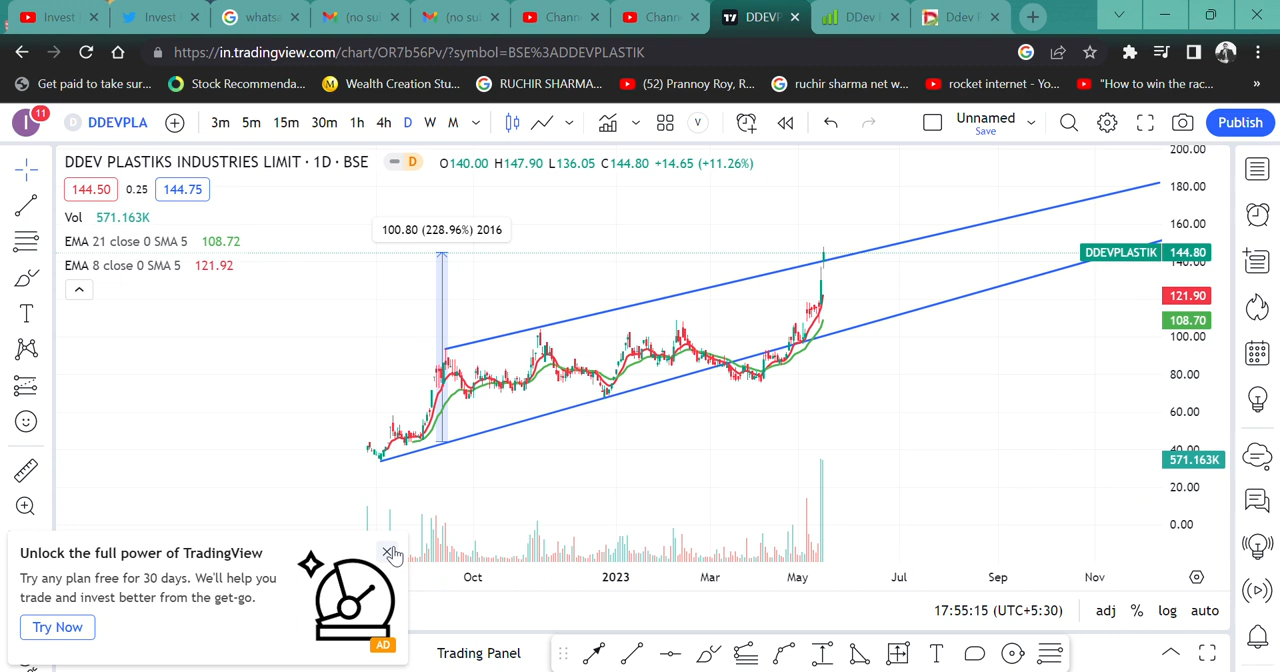 Invest
Invest
whats
(no su
(no su
Chann
Chann
DDEVP
DDev
Ddev
https://in.tradingview.com/chart/OR7b56Pv/?symbol=BSE%3ADDEVPLASTIK
Get paid to take sur...
Stock Recommenda...
Wealth Creation Stu...
RUCHIR SHARMA...
(52) Prannoy Roy, R...
ruchir sharma net w...
rocket internet - Yo...
"How to win the rac...
»
I
11
D
DDEVPLA
3m 5m 15m 30m 1h 4h D W M
V
Unnamed
Save
Publish
DDEV PLASTIKS INDUSTRIES LIMIT · 1D · BSE
D
O140.00 H147.90 L136.05 C144.80 +14.65 (+11.26%)
144.50 0.25 144.75
Vol 571.163K
EMA 21 close 0 SMA 5 108.72
EMA 8 close 0 SMA 5 121.92
100.80 (228.96%) 2016
200.00
180.00
160.00
DDEVPLASTIK 144.80
140.00
121.90
108.70
100.00
80.00
60.00
40.00
571.163K
20.00
0.00
Oct 2023 Mar May Jul Sep Nov
Unlock the full power of TradingView
Try any plan free for 30 days. We'll help you
trade and invest better from the get-go.
Try Now
AD
17:55:15 (UTC+5:30)
adj % log auto
Trading Panel